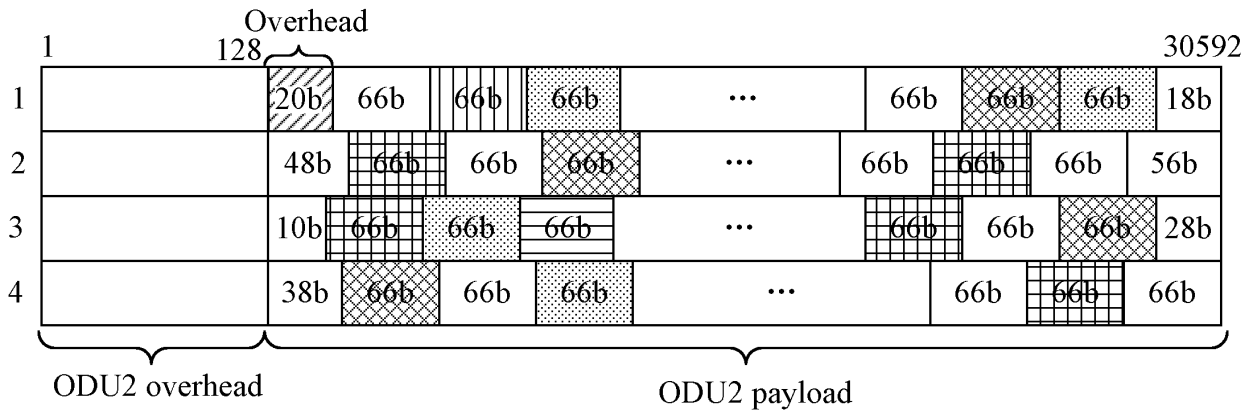 Overhead
1 128 30592
1 20b 66b 66b 66b ... 66b 66b 66b 18b
2 48b 66b 66b 66b ... 66b 66b 66b 56b
3 10b 66b 66b 66b ... 66b 66b 66b 28b
4 38b 66b 66b 66b ... 66b 66b 66b
ODU2 overhead ODU2 payload